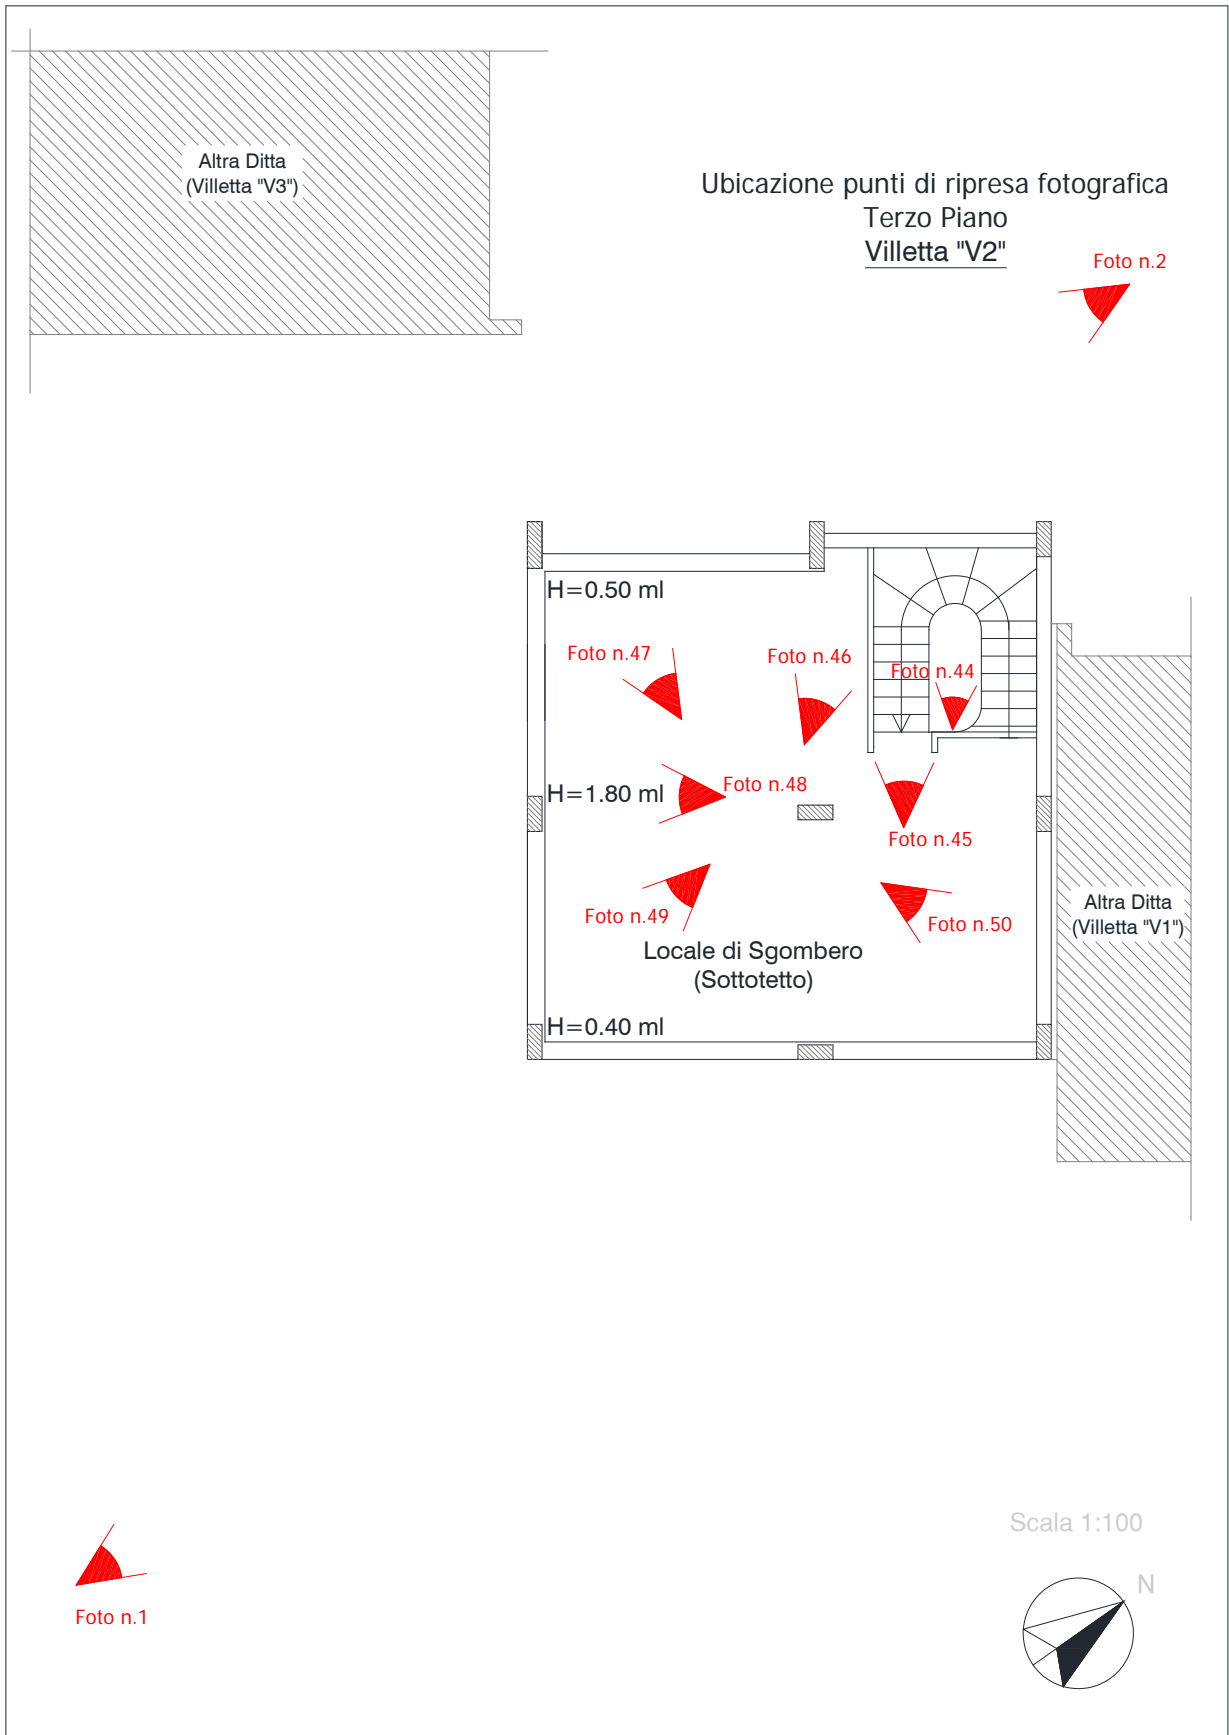 Altra Ditta
(Villetta "V3")
Ubicazione punti di ripresa fotografica
Terzo Piano
Villetta "V2"
Foto n.2
H=0.50 ml
Foto n.47
Foto n.46
Foto n.44
H=1.80 ml
Foto n.48
Foto n.45
Foto n.49
Foto n.50
Altra Ditta
(Villetta "V1")
Locale di Sgombero
(Sottotetto)
H=0.40 ml
Scala 1:100
N
Foto n.1